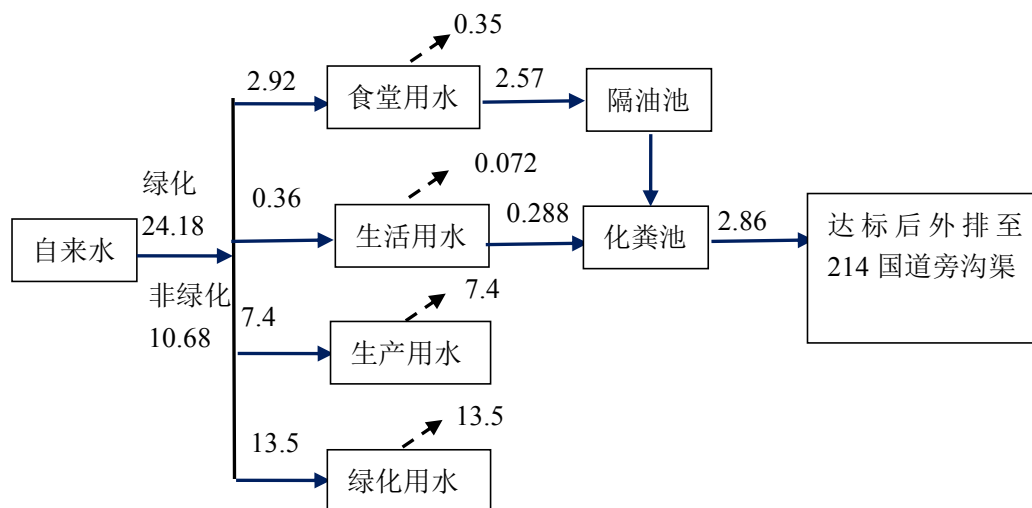 0.35
2.92
食堂用水
2.57
隔油池
0.072
绿化
24.18
0.36
生活用水
0.288
化粪池
2.86
达标后外排至
214 国道旁沟渠
自来水
非绿化
10.68
7.4
7.4
生产用水
13.5
13.5
绿化用水